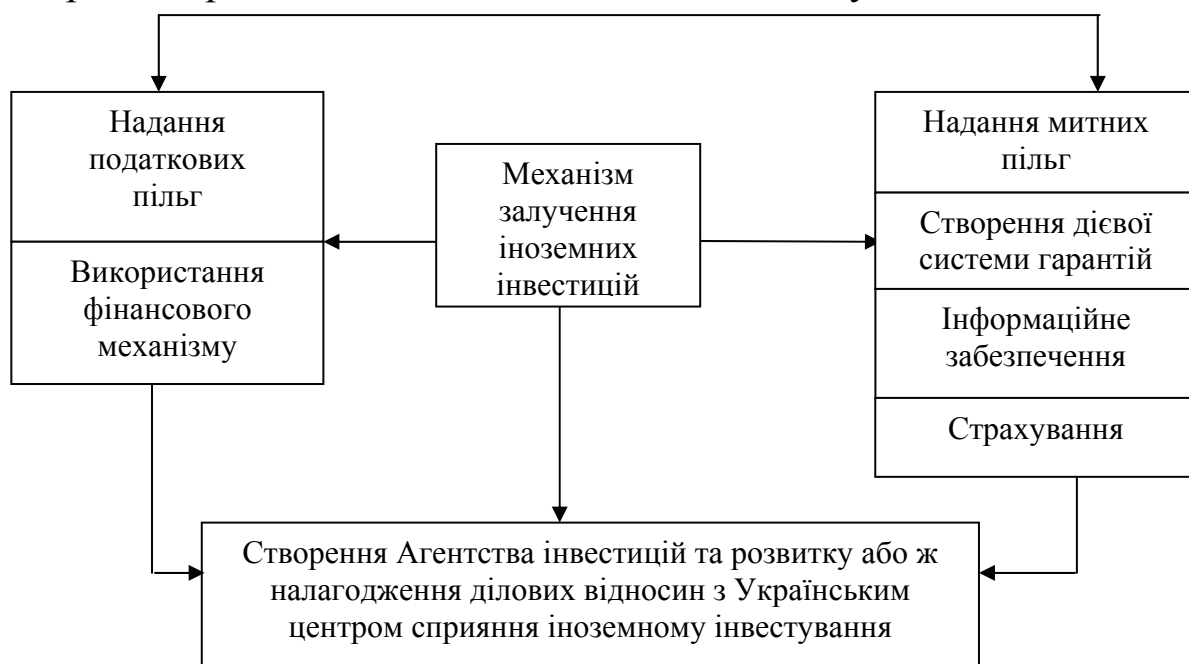 Надання
податкових
пільг
Використання
фінансового
механізму
Механізм
залучення
іноземних
інвестицій
Надання митних
пільг
Створення дієвої
системи гарантій
Інформаційне
забезпечення
Страхування
Створення Агентства інвестицій та розвитку або ж
налагодження ділових відносин з Українським
центром сприяння іноземному інвестування